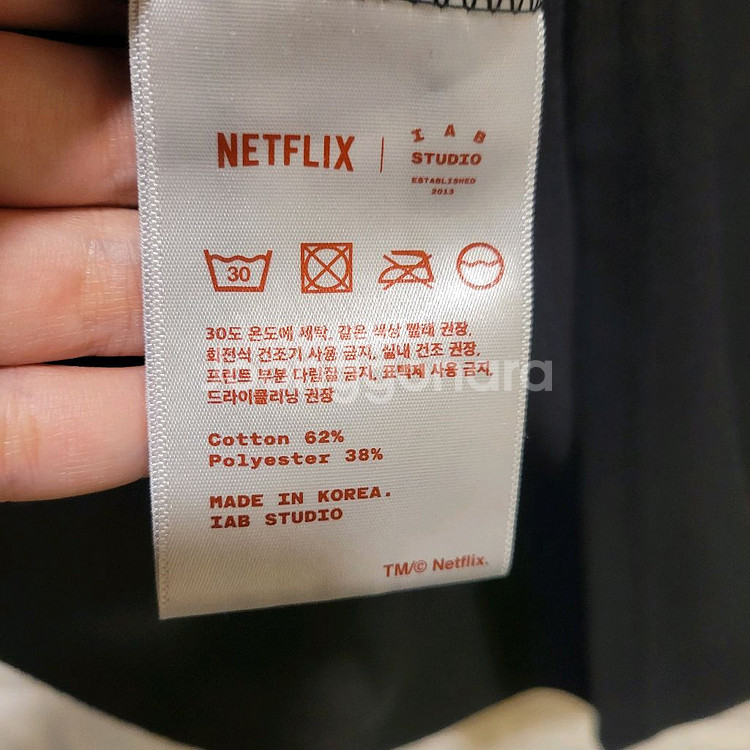 NETFLIX | IAB
STUDIO
ESTABLISHED
2013
30
30도 온도에 세탁, 같은 색상 빨래 권장,
회전식 건조기 사용 금지, 실내 건조 권장,
프린트 부분 다림질 금지, 표백제 사용 금지,
드라이클리닝 권장
Cotton 62%
Polyester 38%
MADE IN KOREA.
IAB STUDIO
TM/© Netflix.